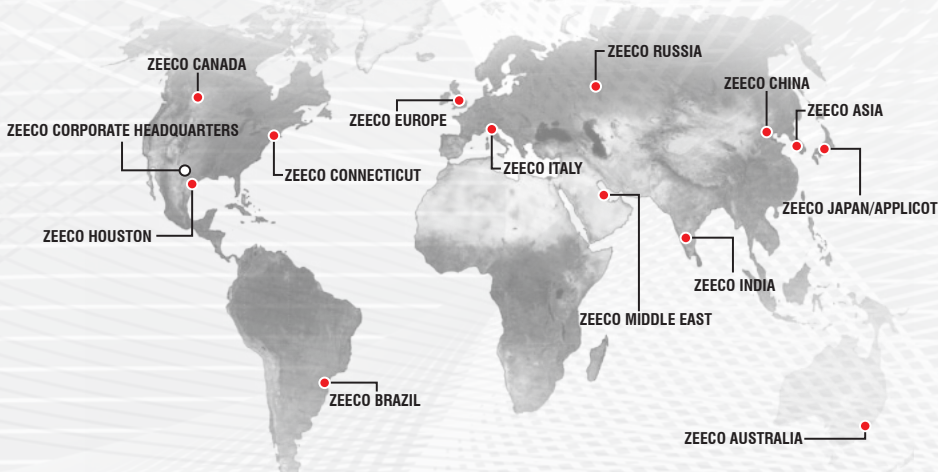 ZEECO RUSSIA
ZEECO CANADA
ZEECO CHINA
ZEECO ASIA
ZEECO EUROPE
ZEECO CORPORATE HEADQUARTERS
ZEECO ITALY
ZEECO CONNECTICUT
ZEECO JAPAN/APPLICOT
ZEECO HOUSTON
ZEECO INDIA
ZEECO MIDDLE EAST
ZEECO BRAZIL
ZEECO AUSTRALIA